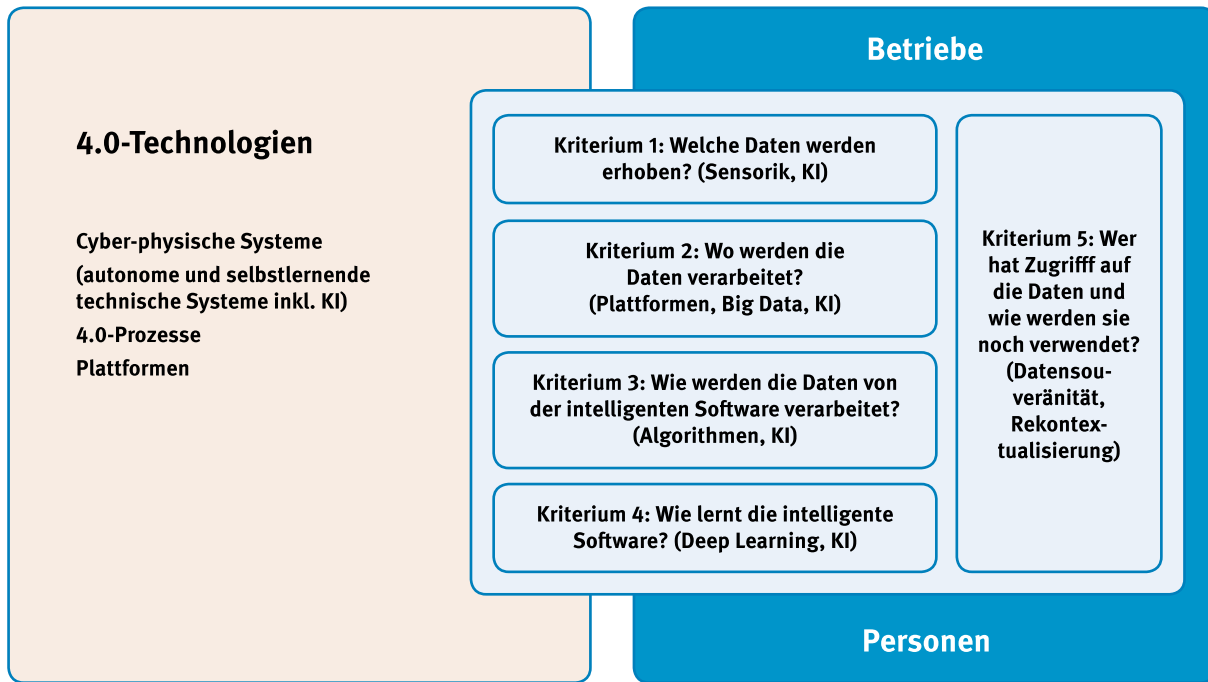 4.0-Technologien
Cyber-physische Systeme
(autonome und selbstlernende
technische Systeme inkl. KI)
4.0-Prozesse
Plattformen
Betriebe
Kriterium 1: Welche Daten werden
erhoben? (Sensorik, KI)
Kriterium 2: Wo werden die
Daten verarbeitet?
(Plattformen, Big Data, KI)
Kriterium 3: Wie werden die Daten von
der intelligenten Software verarbeitet?
(Algorithmen, KI)
Kriterium 4: Wie lernt die intelligente
Software? (Deep Learning, KI)
Kriterium 5: Wer
hat Zugrifff auf
die Daten und
wie werden sie
noch verwendet?
(Datensou-
veränität,
Rekontex-
tualisierung)
Personen